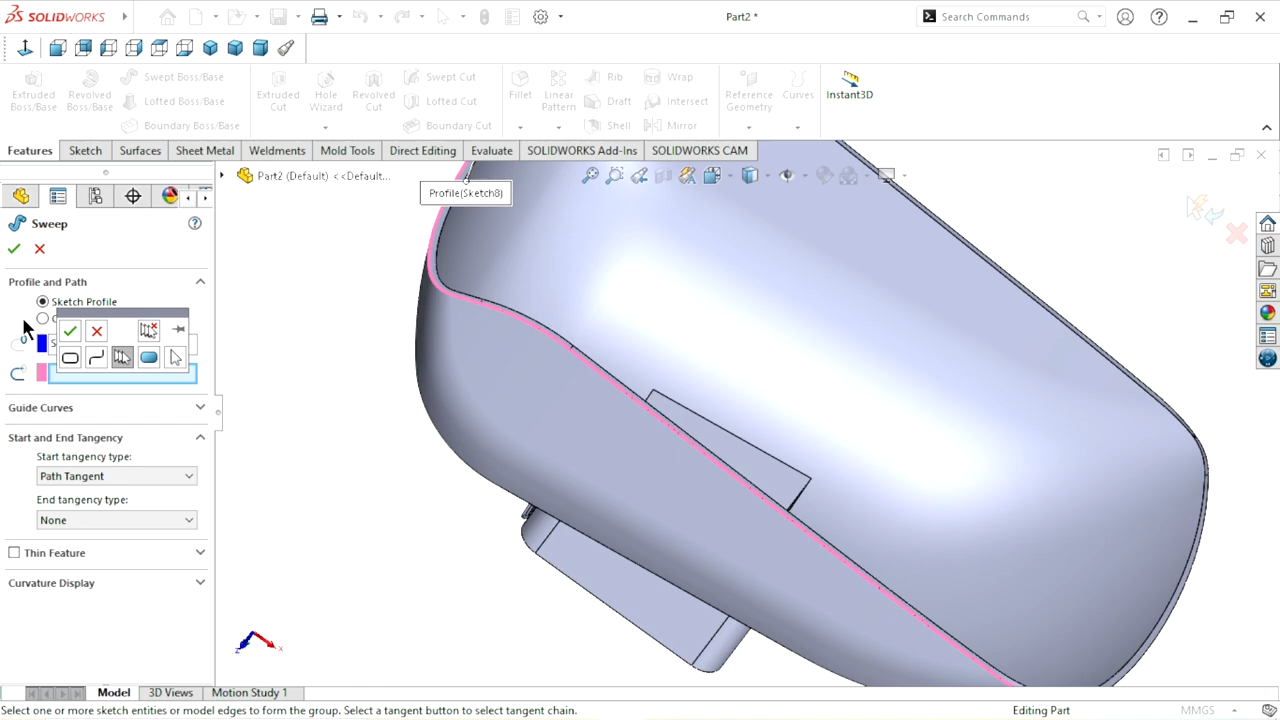 SOLIDWORKS
Part2 *
Search Commands
Extruded Boss/Base
Revolved Boss/Base
Swept Boss/Base
Lofted Boss/Base
Boundary Boss/Base
Extruded Cut
Hole Wizard
Revolved Cut
Swept Cut
Lofted Cut
Boundary Cut
Fillet
Linear Pattern
Rib
Draft
Shell
Wrap
Intersect
Mirror
Reference Geometry
Curves
Instant3D
Features
Sketch
Surfaces
Sheet Metal
Weldments
Mold Tools
Direct Editing
Evaluate
SOLIDWORKS Add-Ins
SOLIDWORKS CAM
Part2 (Default) <<Default...
Profile(Sketch8)
Sweep
Profile and Path
Sketch Profile
Guide Curves
Start and End Tangency
Start tangency type:
Path Tangent
End tangency type:
None
Thin Feature
Curvature Display
Z
X
Model
3D Views
Motion Study 1
Select one or more sketch entities or model edges to form the group. Select a tangent button to select tangent chain.
Editing Part
MMGS